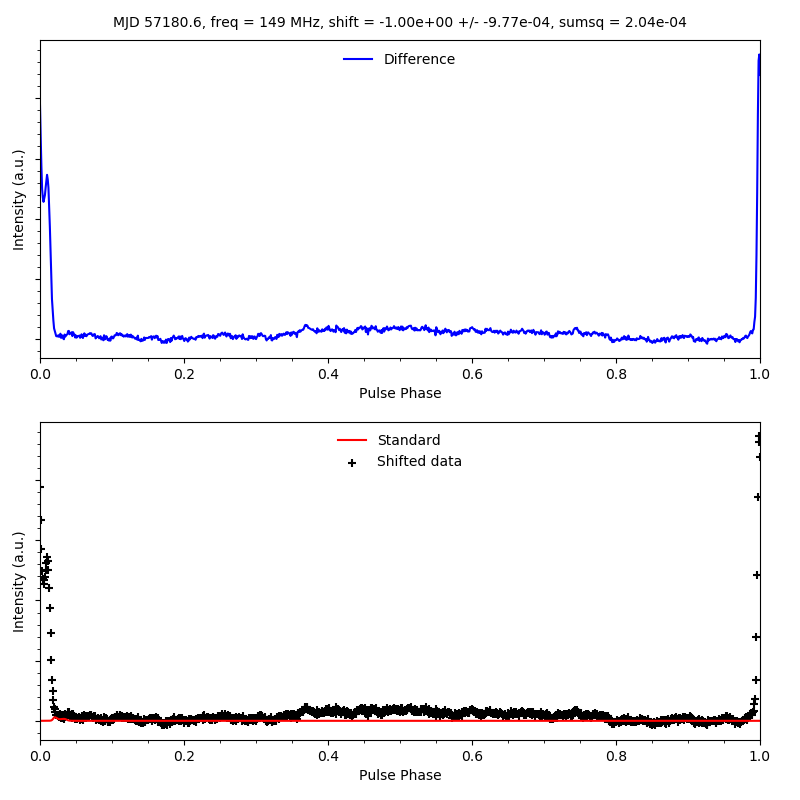 MJD 57180.6, freq = 149 MHz, shift = -1.00e+00 +/- -9.77e-04, sumsq = 2.04e-04
Difference
Intensity (a.u.)
0.0 0.2 0.4 0.6 0.8 1.0
Pulse Phase
Standard
Shifted data
Intensity (a.u.)
0.0 0.2 0.4 0.6 0.8 1.0
Pulse Phase